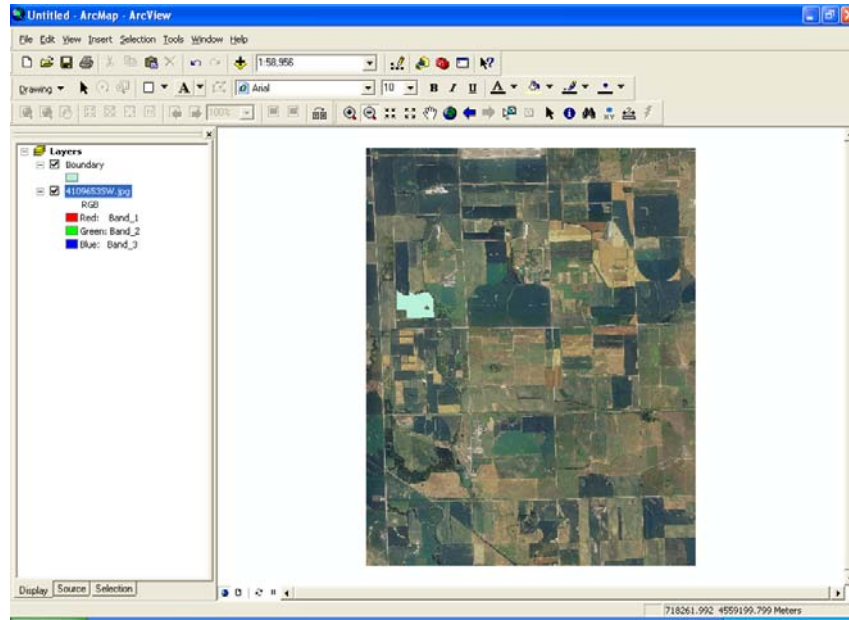 Untitled - ArcMap - ArcView
File Edit View Insert Selection Tools Window Help
1:58,956
Drawing A Arial 10 B I U A
100%
Layers
Boundary
41096535W.jpg
RGB
Red: Band_1
Green: Band_2
Blue: Band_3
Display Source Selection
718261.992 4559199.799 Meters